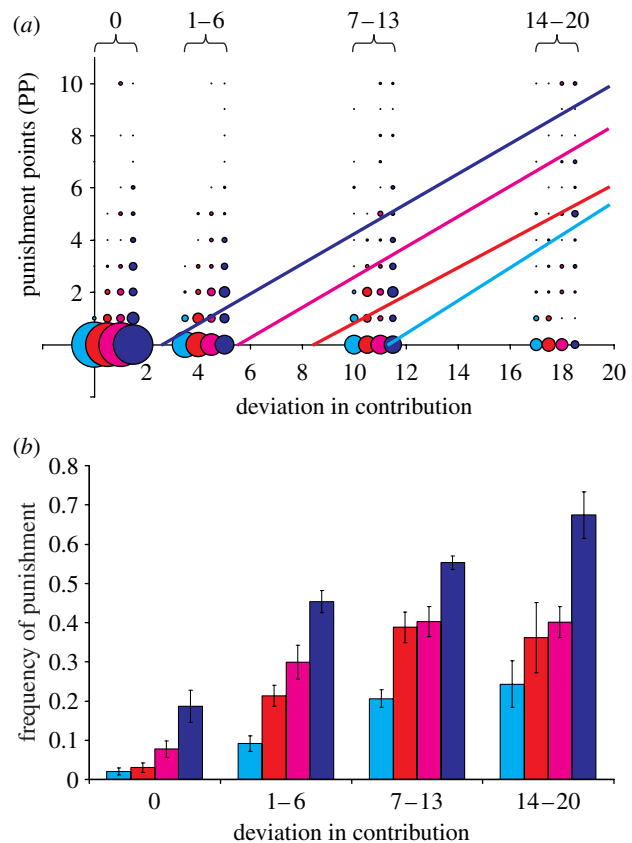 (a)
0 1–6 7–13 14–20
punishment points (PP)
10
8
6
4
2
2 4 6 8 10 12 14 16 18 20
deviation in contribution
(b)
frequency of punishment
0.8
0.7
0.6
0.5
0.4
0.3
0.2
0.1
0
0 1–6 7–13 14–20
deviation in contribution